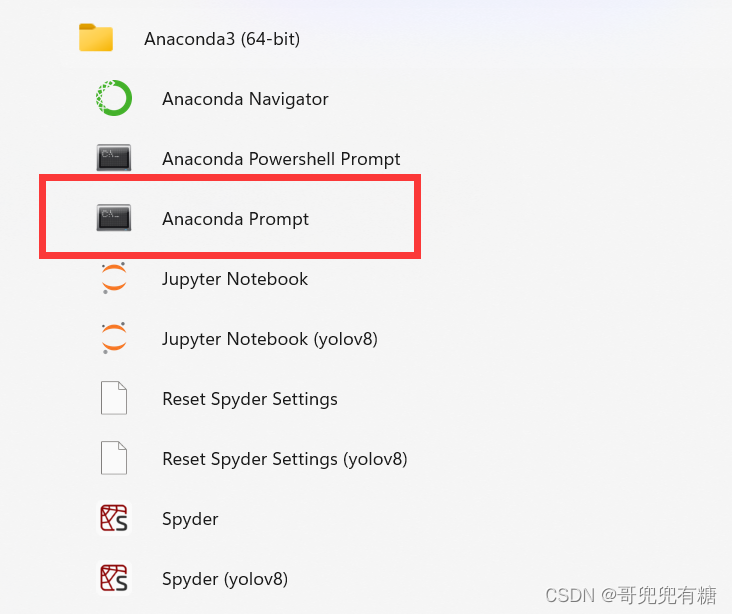 Anaconda3 (64-bit)
Anaconda Navigator
Anaconda Powershell Prompt
Anaconda Prompt
Jupyter Notebook
Jupyter Notebook (yolov8)
Reset Spyder Settings
Reset Spyder Settings (yolov8)
Spyder
Spyder (yolov8)
CSDN @哥兜兜有糖